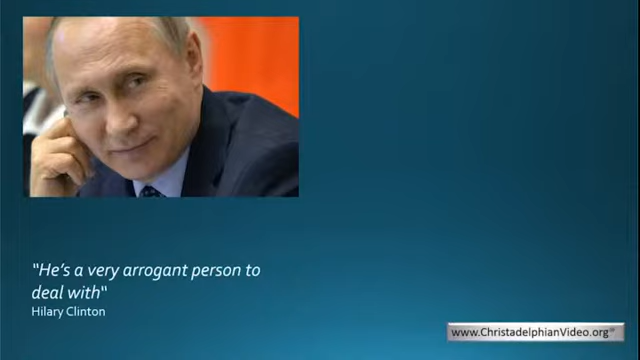 "He's a very arrogant person to
deal with"
Hilary Clinton
www.ChristadelphianVideo.org